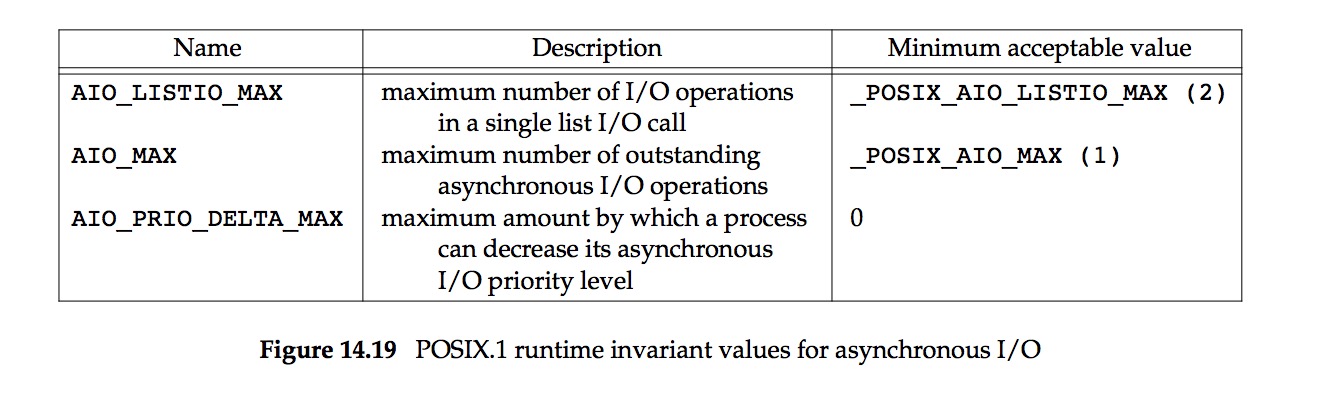 Name Description Minimum acceptable value
AIO_LISTIO_MAX maximum number of I/O operations _POSIX_AIO_LISTIO_MAX (2)
in a single list I/O call
AIO_MAX maximum number of outstanding _POSIX_AIO_MAX (1)
asynchronous I/O operations
AIO_PRIO_DELTA_MAX maximum amount by which a process 0
can decrease its asynchronous
I/O priority level
Figure 14.19 POSIX.1 runtime invariant values for asynchronous I/O